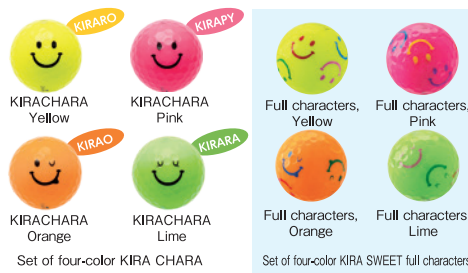 KIRARO
KIRAPY
KIRACHARA
Yellow
KIRACHARA
Pink
KIRAO
KIRARA
KIRACHARA
Orange
KIRACHARA
Lime
Set of four-color KIRA CHARA
Full characters,
Yellow
Full characters,
Pink
Full characters,
Orange
Full characters
Lime
Set of four-color KIRA SWEET full characters